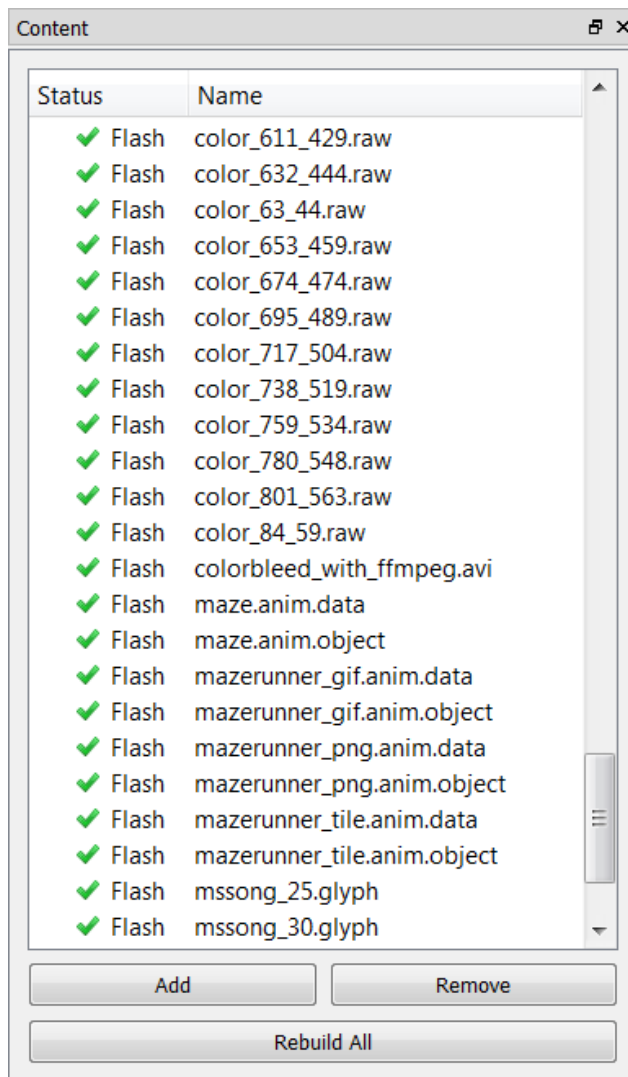 Content
Status Name
Flash color_611_429.raw
Flash color_632_444.raw
Flash color_63_44.raw
Flash color_653_459.raw
Flash color_674_474.raw
Flash color_695_489.raw
Flash color_717_504.raw
Flash color_738_519.raw
Flash color_759_534.raw
Flash color_780_548.raw
Flash color_801_563.raw
Flash color_84_59.raw
Flash colorbleed_with_ffmpeg.avi
Flash maze.anim.data
Flash maze.anim.object
Flash mazerunner_gif.anim.data
Flash mazerunner_gif.anim.object
Flash mazerunner_png.anim.data
Flash mazerunner_png.anim.object
Flash mazerunner_tile.anim.data
Flash mazerunner_tile.anim.object
Flash mssong_25.glyph
Flash mssong_30.glyph
Add Remove
Rebuild All